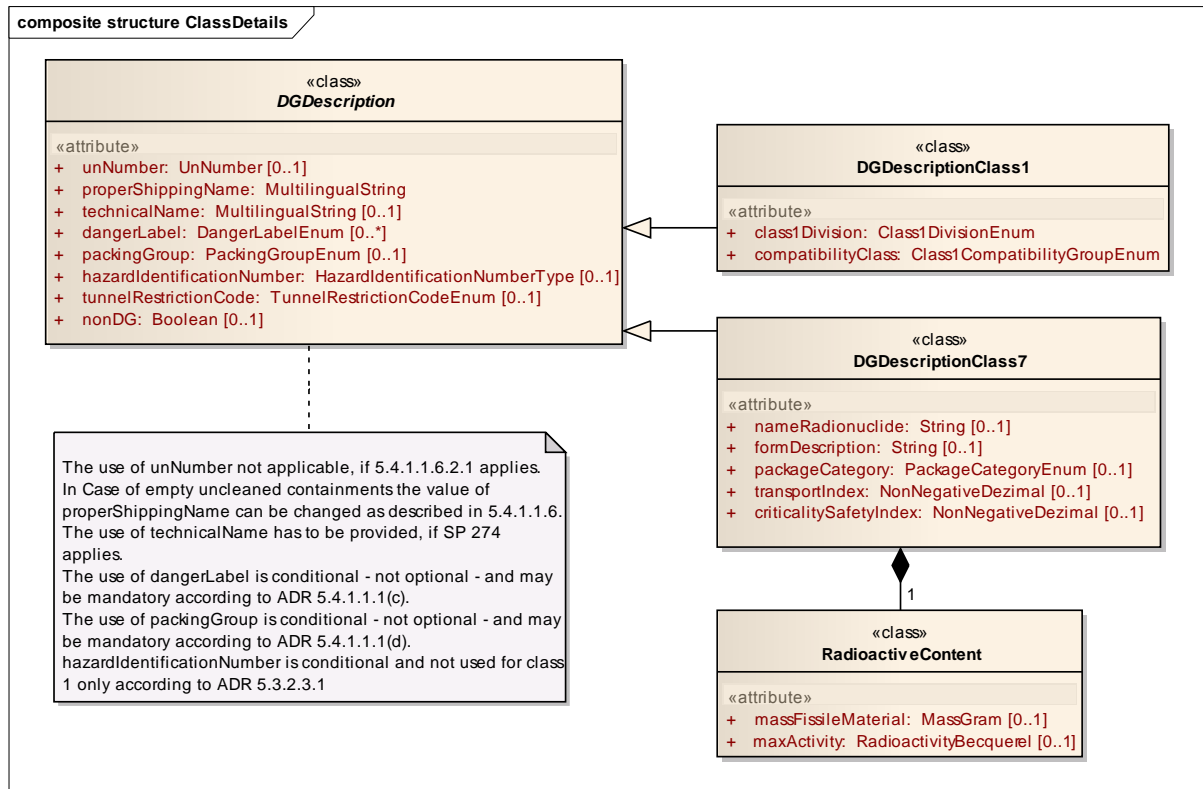 composite structure ClassDetails
«class»
DGDescription
«attribute»
+ unNumber: UnNumber [0..1]
+ properShippingName: MultilingualString
+ technicalName: MultilingualString [0..1]
+ dangerLabel: DangerLabelEnum [0..*]
+ packingGroup: PackingGroupEnum [0..1]
+ hazardIdentificationNumber: HazardIdentificationNumberType [0..1]
+ tunnelRestrictionCode: TunnelRestrictionCodeEnum [0..1]
+ nonDG: Boolean [0..1]
«class»
DGDescriptionClass1
«attribute»
+ class1Division: Class1DivisionEnum
+ compatibilityClass: Class1CompatibilityGroupEnum
«class»
DGDescriptionClass7
«attribute»
+ nameRadionuclide: String [0..1]
+ formDescription: String [0..1]
+ packageCategory: PackageCategoryEnum [0..1]
+ transportIndex: NonNegativeDezimal [0..1]
+ criticalitySafetyIndex: NonNegativeDezimal [0..1]
The use of unNumber not applicable, if 5.4.1.1.6.2.1 applies.
In Case of empty uncleaned containments the value of
properShippingName can be changed as described in 5.4.1.1.6.
The use of technicalName has to be provided, if SP 274
applies.
The use of dangerLabel is conditional - not optional - and may
be mandatory according to ADR 5.4.1.1.1(c).
The use of packingGroup is conditional - not optional - and may
be mandatory according to ADR 5.4.1.1.1(d).
hazardIdentificationNumber is conditional and not used for class
1 only according to ADR 5.3.2.3.1
1
«class»
RadioactiveContent
«attribute»
+ massFissileMaterial: MassGram [0..1]
+ maxActivity: RadioactivityBecquerel [0..1]